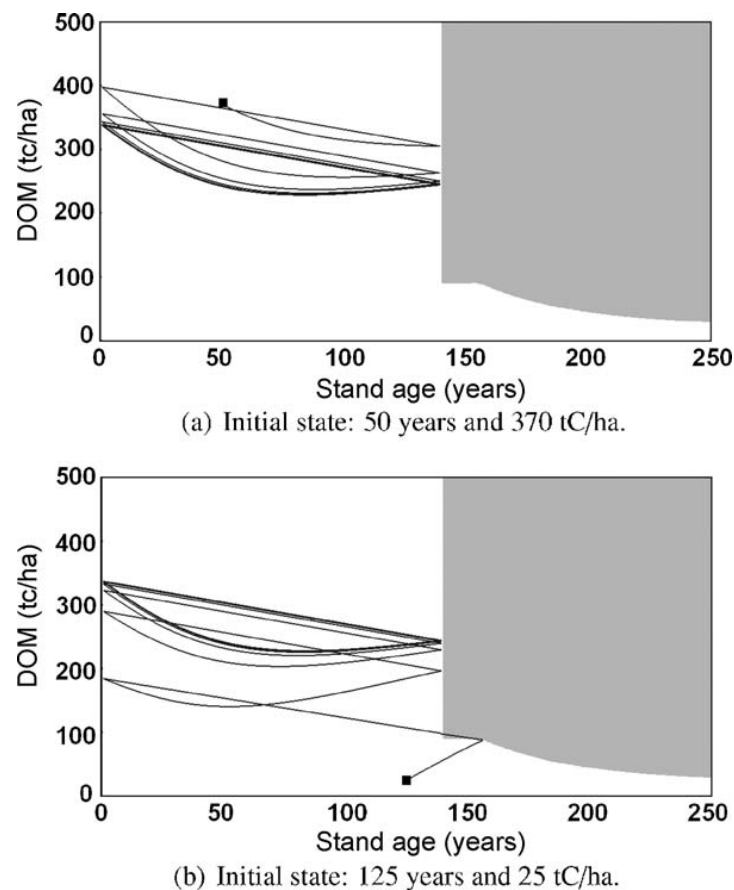 500
400
300
200
100
0
DOM (tc/ha)
0 50 100 150 200 250
Stand age (years)
(a) Initial state: 50 years and 370 tC/ha.
500
400
300
200
100
0
DOM (tc/ha)
0 50 100 150 200 250
Stand age (years)
(b) Initial state: 125 years and 25 tC/ha.